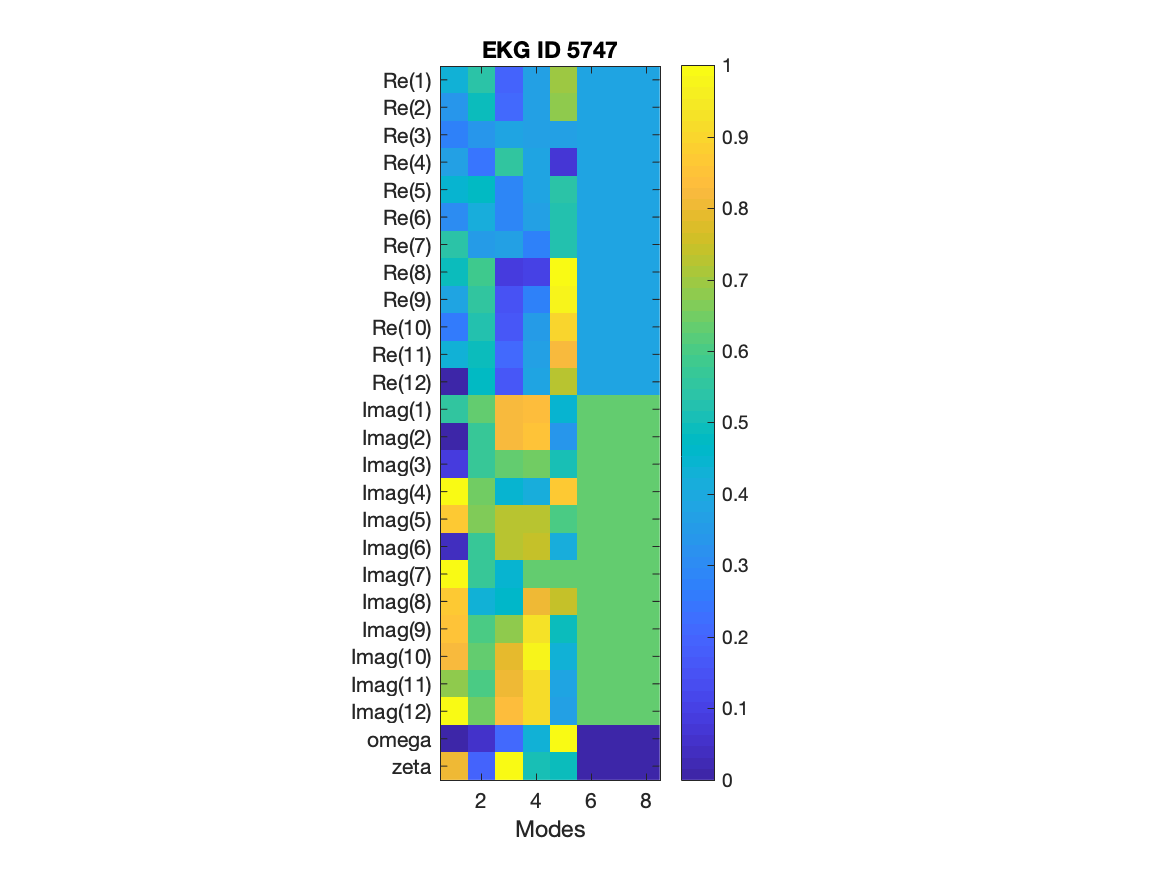 EKG ID 5747
Re(1)
Re(2)
Re(3)
Re(4)
Re(5)
Re(6)
Re(7)
Re(8)
Re(9)
Re(10)
Re(11)
Re(12)
Imag(1)
Imag(2)
Imag(3)
Imag(4)
Imag(5)
Imag(6)
Imag(7)
Imag(8)
Imag(9)
Imag(10)
Imag(11)
Imag(12)
omega
zeta
2 4 6 8
Modes
1
0.9
0.8
0.7
0.6
0.5
0.4
0.3
0.2
0.1
0